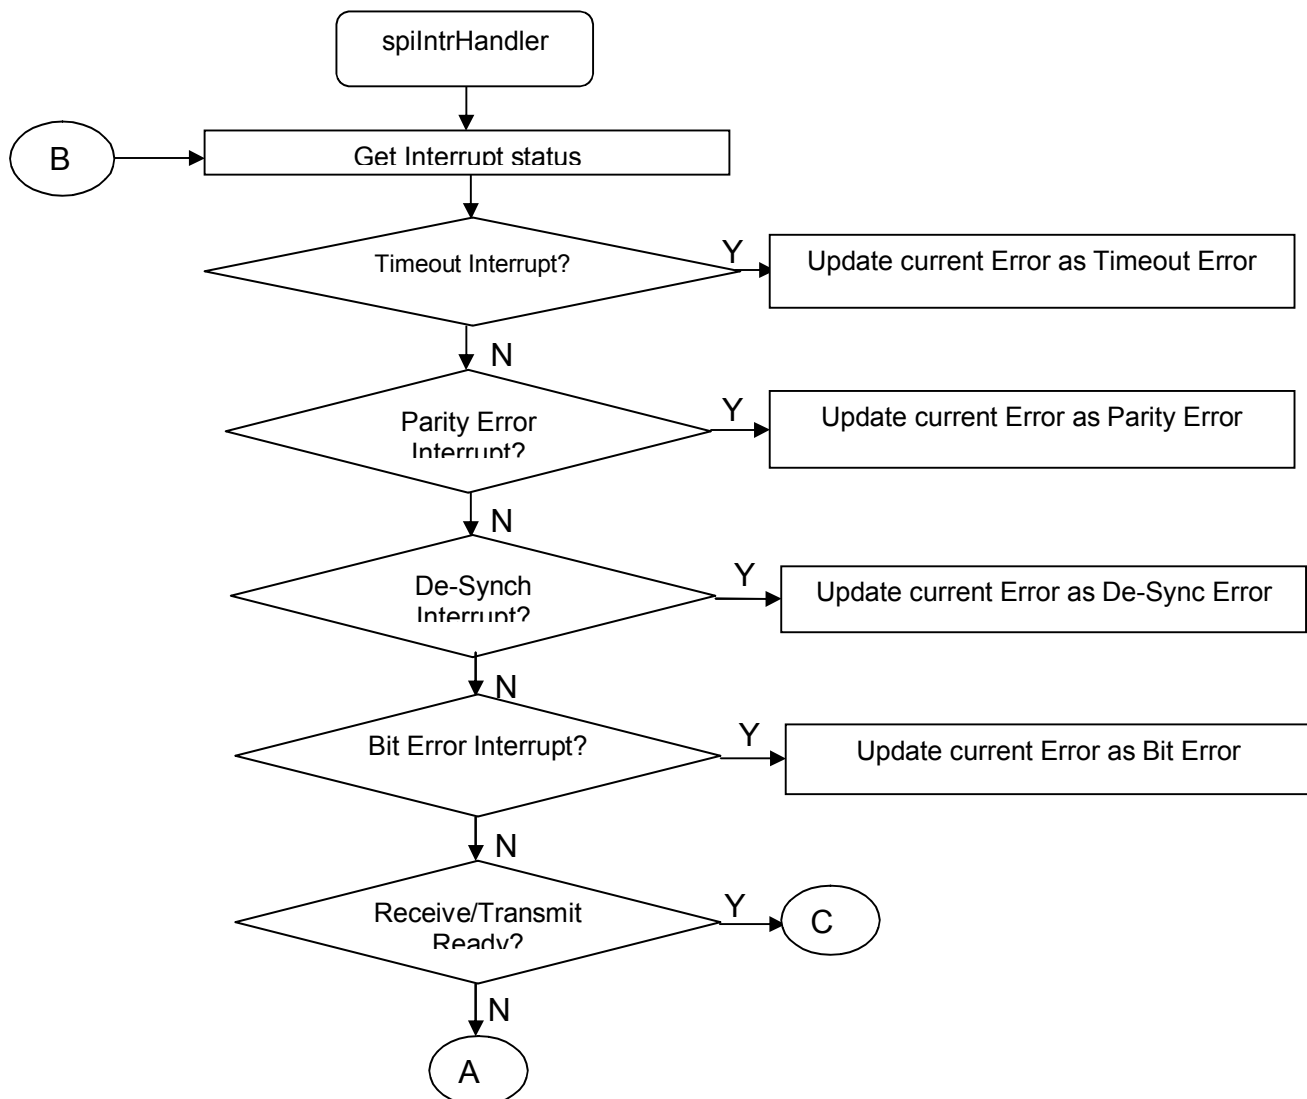 spiIntrHandler
B
Get Interrupt status
Timeout Interrupt?
Y
Update current Error as Timeout Error
N
Parity Error
Interrupt?
Y
Update current Error as Parity Error
N
De-Synch
Interrupt?
Y
Update current Error as De-Sync Error
N
Bit Error Interrupt?
Y
Update current Error as Bit Error
N
Receive/Transmit
Ready?
Y
C
N
A